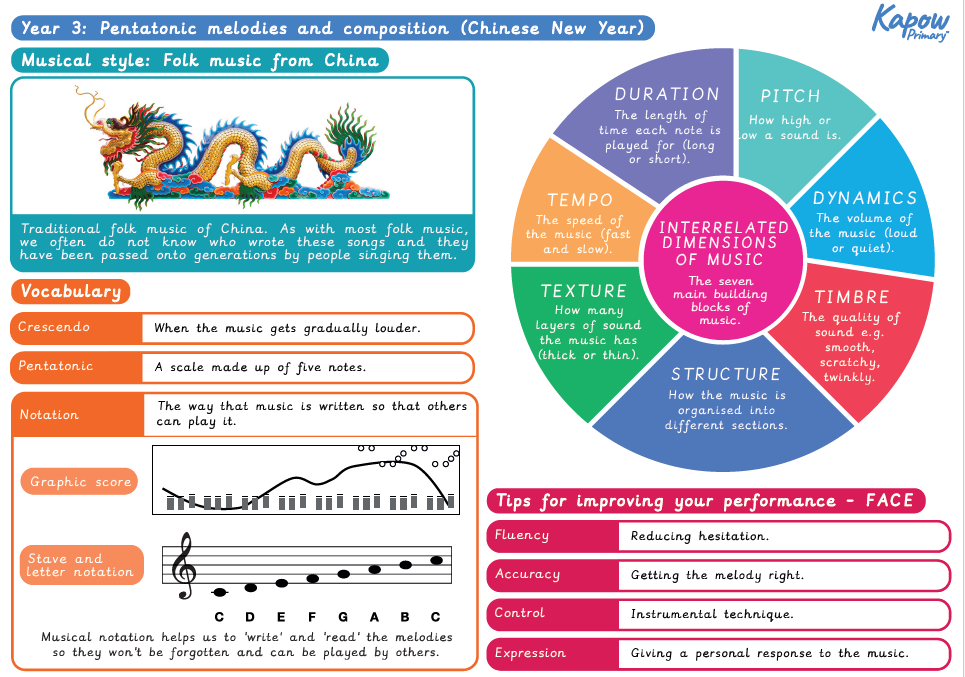 Year 3: Pentatonic melodies and composition (Chinese New Year)
Kapow
Primary™
Musical style: Folk music from China
Traditional folk music of China. As with most folk music,
we often do not know who wrote these songs and they
have been passed onto generations by people singing them.
Vocabulary
Crescendo
When the music gets gradually louder.
Pentatonic
A scale made up of five notes.
Notation
The way that music is written so that others
can play it.
Graphic score
Stave and
letter notation
C D E F G A B C
Musical notation helps us to 'write' and 'read' the melodies
so they won't be forgotten and can be played by others.
DURATION
The length of
time each note is
played for (long
or short).
PITCH
How high or
ow a sound is.
DYNAMICS
The volume of
the music (loud
or quiet).
TIMBRE
The quality of
sound e.g.
smooth,
scratchy,
twinkly.
STRUCTURE
How the music is
organised into
different sections.
TEXTURE
How many
layers of sound
the music has
(thick or thin).
TEMPO
The speed of
the music (fast
and slow).
INTERRELATED
DIMENSIONS
OF MUSIC
The seven
main building
blocks of
music.
Tips for improving your performance - FACE
Fluency
Reducing hesitation.
Accuracy
Getting the melody right.
Control
Instrumental technique.
Expression
Giving a personal response to the music.